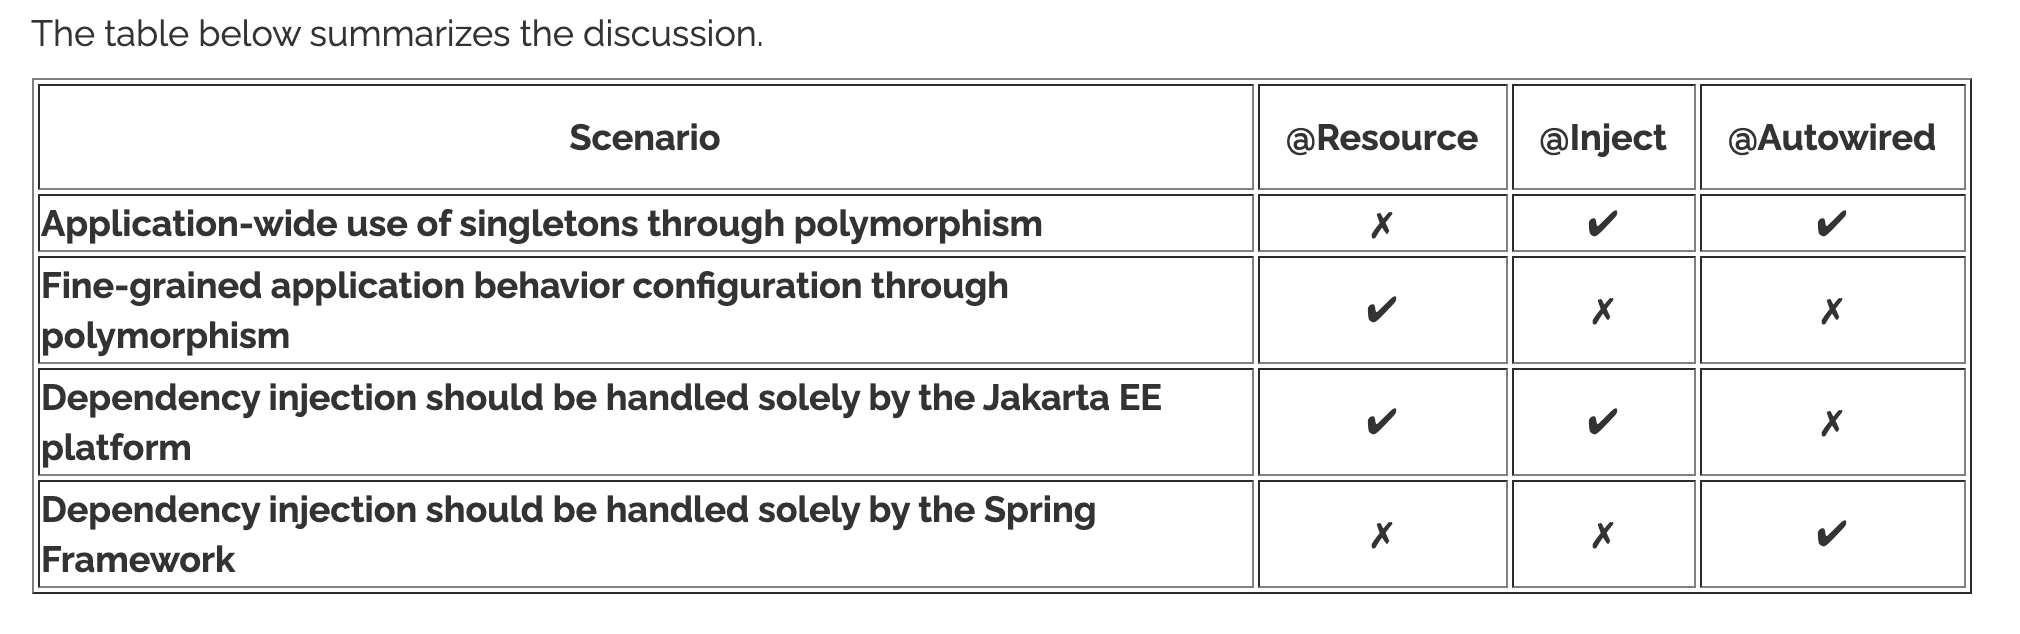 The table below summarizes the discussion.
Scenario @Resource @Inject @Autowired
Application-wide use of singletons through polymorphism ✗ ✔ ✔
Fine-grained application behavior configuration through
polymorphism ✔ ✗ ✗
Dependency injection should be handled solely by the Jakarta EE
platform ✔ ✔ ✗
Dependency injection should be handled solely by the Spring
Framework ✗ ✗ ✔